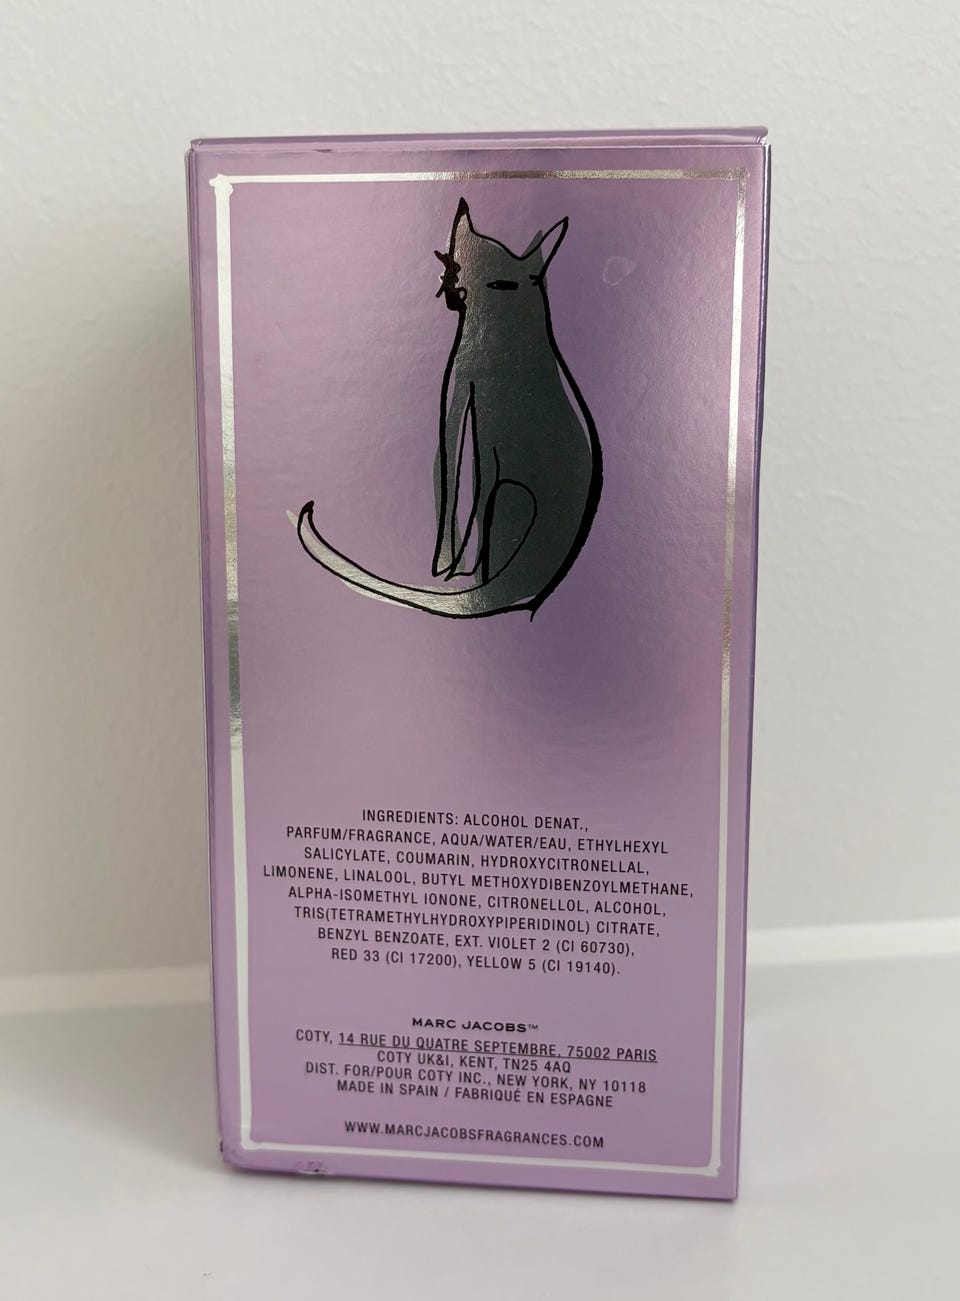 INGREDIENTS: ALCOHOL DENAT.,
PARFUM/FRAGRANCE, AQUA/WATER/EAU, ETHYLHEXYL
SALICYLATE, COUMARIN, HYDROXYCITRONELLAL,
LIMONENE, LINALOOL, BUTYL METHOXYDIBENZOYLMETHANE,
ALPHA-ISOMETHYL IONONE, CITRONELLOL, ALCOHOL,
TRIS(TETRAMETHYLHYDROXYPIPERIDINOL) CITRATE,
BENZYL BENZOATE, EXT. VIOLET 2 (CI 60730),
RED 33 (CI 17200), YELLOW 5 (CI 19140).
MARC JACOBS™
COTY, 14 RUE DU QUATRE SEPTEMBRE, 75002 PARIS
COTY UK&I, KENT, TN25 4AQ
DIST. FOR/POUR COTY INC., NEW YORK, NY 10118
MADE IN SPAIN / FABRIQUÉ EN ESPAGNE
WWW.MARCJACOBSFRAGRANCES.COM